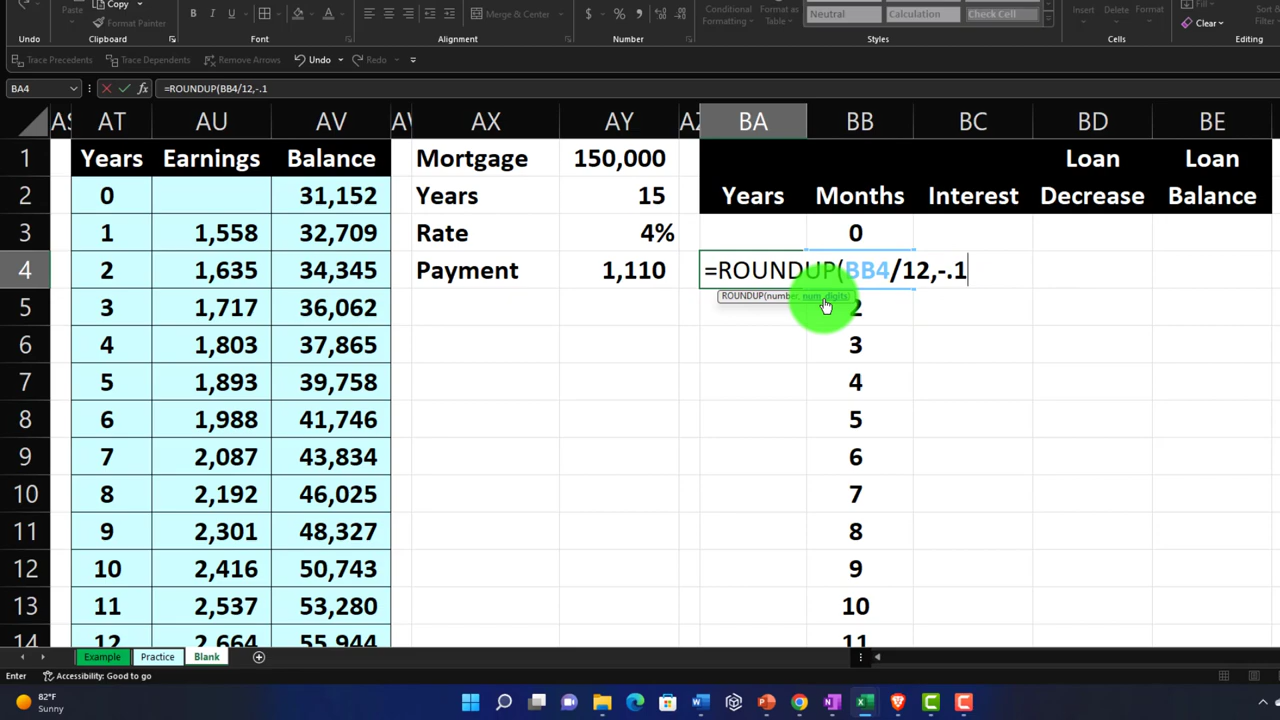 Paste
Copy
Format Painter
B I U
$ % ,
Merge & Center
Conditional Formatting
Format as Table
Neutral Calculation Check Cell
Insert Delete Format
Fill
Clear
Undo Clipboard Font Alignment Number Styles Cells Editing
Trace Precedents Trace Dependents Remove Arrows Undo Redo
BA4 fx =ROUNDUP(BB4/12,-.1
AT AU AV AX AY BA BB BC BD BE
1 Years Earnings Balance Mortgage 150,000 Loan Loan
2 0 31,152 Years 15 Years Months Interest Decrease Balance
3 1 1,558 32,709 Rate 4% 0
4 2 1,635 34,345 Payment 1,110 =ROUNDUP(BB4/12,-.1
ROUNDUP(number, num_digits)
5 3 1,717 36,062 2
6 4 1,803 37,865 3
7 5 1,893 39,758 4
8 6 1,988 41,746 5
9 7 2,087 43,834 6
10 8 2,192 46,025 7
11 9 2,301 48,327 8
12 10 2,416 50,743 9
13 11 2,537 53,280 10
14 12 2,664 55,944 11
Example Practice Blank
Enter Accessibility: Good to go
82°F
Sunny